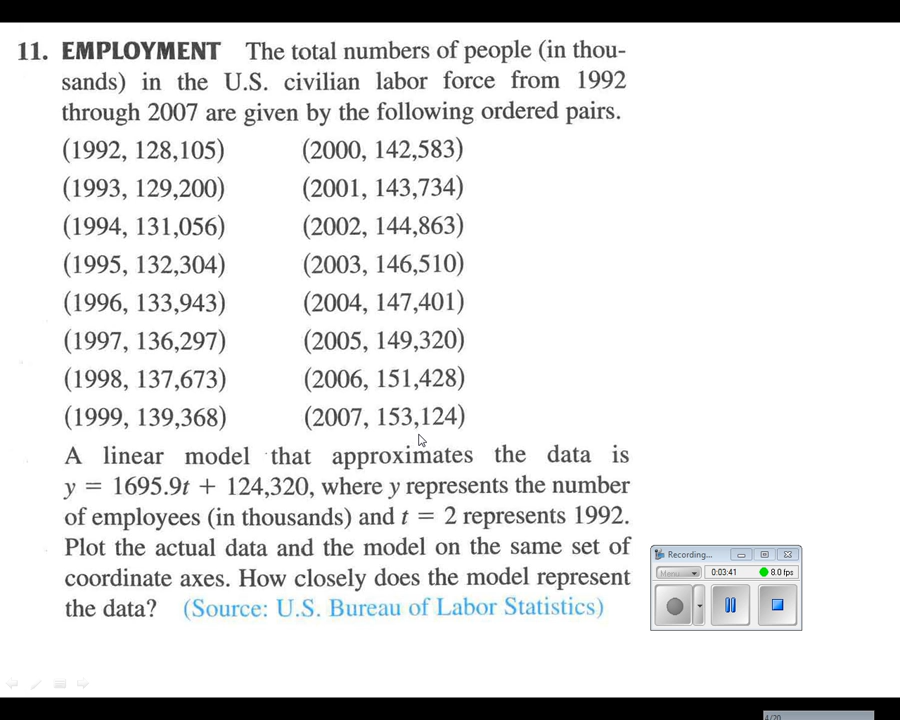 11. EMPLOYMENT The total numbers of people (in thou-
sands) in the U.S. civilian labor force from 1992
through 2007 are given by the following ordered pairs.
(1992, 128,105) (2000, 142,583)
(1993, 129,200) (2001, 143,734)
(1994, 131,056) (2002, 144,863)
(1995, 132,304) (2003, 146,510)
(1996, 133,943) (2004, 147,401)
(1997, 136,297) (2005, 149,320)
(1998, 137,673) (2006, 151,428)
(1999, 139,368) (2007, 153,124)
A linear model that approximates the data is
y = 1695.9t + 124,320, where y represents the number
of employees (in thousands) and t = 2 represents 1992.
Plot the actual data and the model on the same set of
coordinate axes. How closely does the model represent
the data? (Source: U.S. Bureau of Labor Statistics)
Recording...
Menu 0:03:41 8.0 fps
4/20